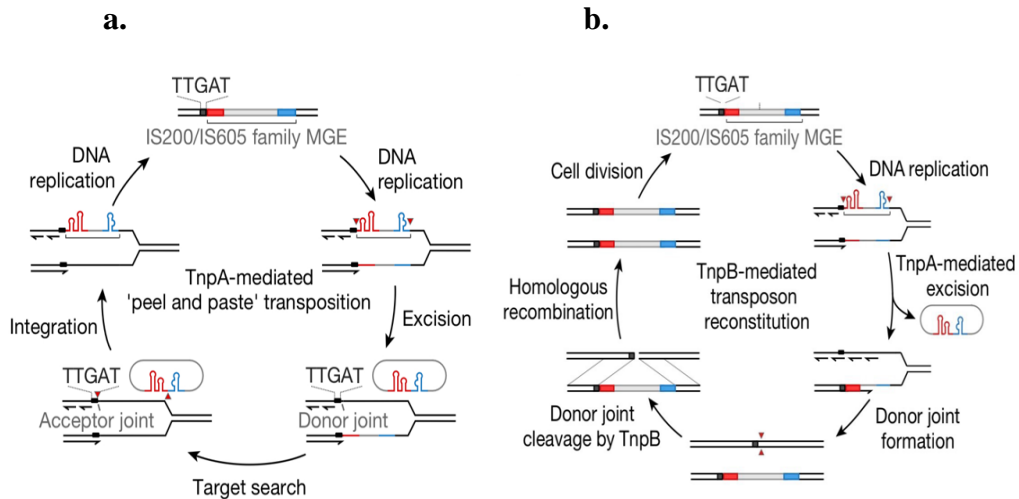 a.
TTGAT
IS200/IS605 family MGE
DNA
replication
DNA
replication
TnpA-mediated
'peel and paste' transposition
Integration
Excision
TTGAT
Acceptor joint
TTGAT
Donor joint
Target search
b.
TTGAT
IS200/IS605 family MGE
Cell division
DNA replication
TnpB-mediated
transposon
reconstitution
TnpA-mediated
excision
Homologous
recombination
Donor joint
cleavage by TnpB
Donor joint
formation